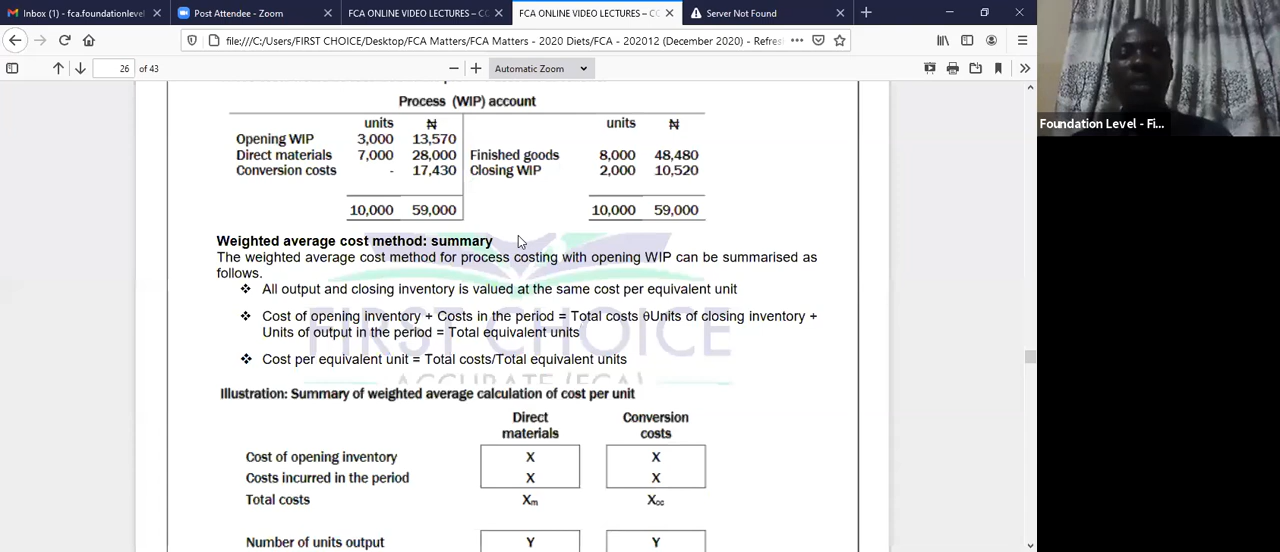 Inbox (1) - fca.foundationlevel
Post Attendee - Zoom
FCA ONLINE VIDEO LECTURES – CC
FCA ONLINE VIDEO LECTURES – CC
Server Not Found
file:///C:/Users/FIRST CHOICE/Desktop/FCA Matters/FCA Matters - 2020 Diets/FCA - 202012 (December 2020) - Refres
26 of 43
Automatic Zoom
Foundation Level - Fi...
Process (WIP) account
units ₦ units ₦
Opening WIP 3,000 13,570
Direct materials 7,000 28,000 Finished goods 8,000 48,480
Conversion costs - 17,430 Closing WIP 2,000 10,520
10,000 59,000 10,000 59,000
Weighted average cost method: summary
The weighted average cost method for process costing with opening WIP can be summarised as
follows.
❖ All output and closing inventory is valued at the same cost per equivalent unit
❖ Cost of opening inventory + Costs in the period = Total costs θUnits of closing inventory +
Units of output in the period = Total equivalent units
❖ Cost per equivalent unit = Total costs/Total equivalent units
FIRST CHOICE
ACCURATE (FCA)
Illustration: Summary of weighted average calculation of cost per unit
Direct Conversion
materials costs
Cost of opening inventory X X
Costs incurred in the period X X
Total costs Xm Xcc
Number of units output Y Y